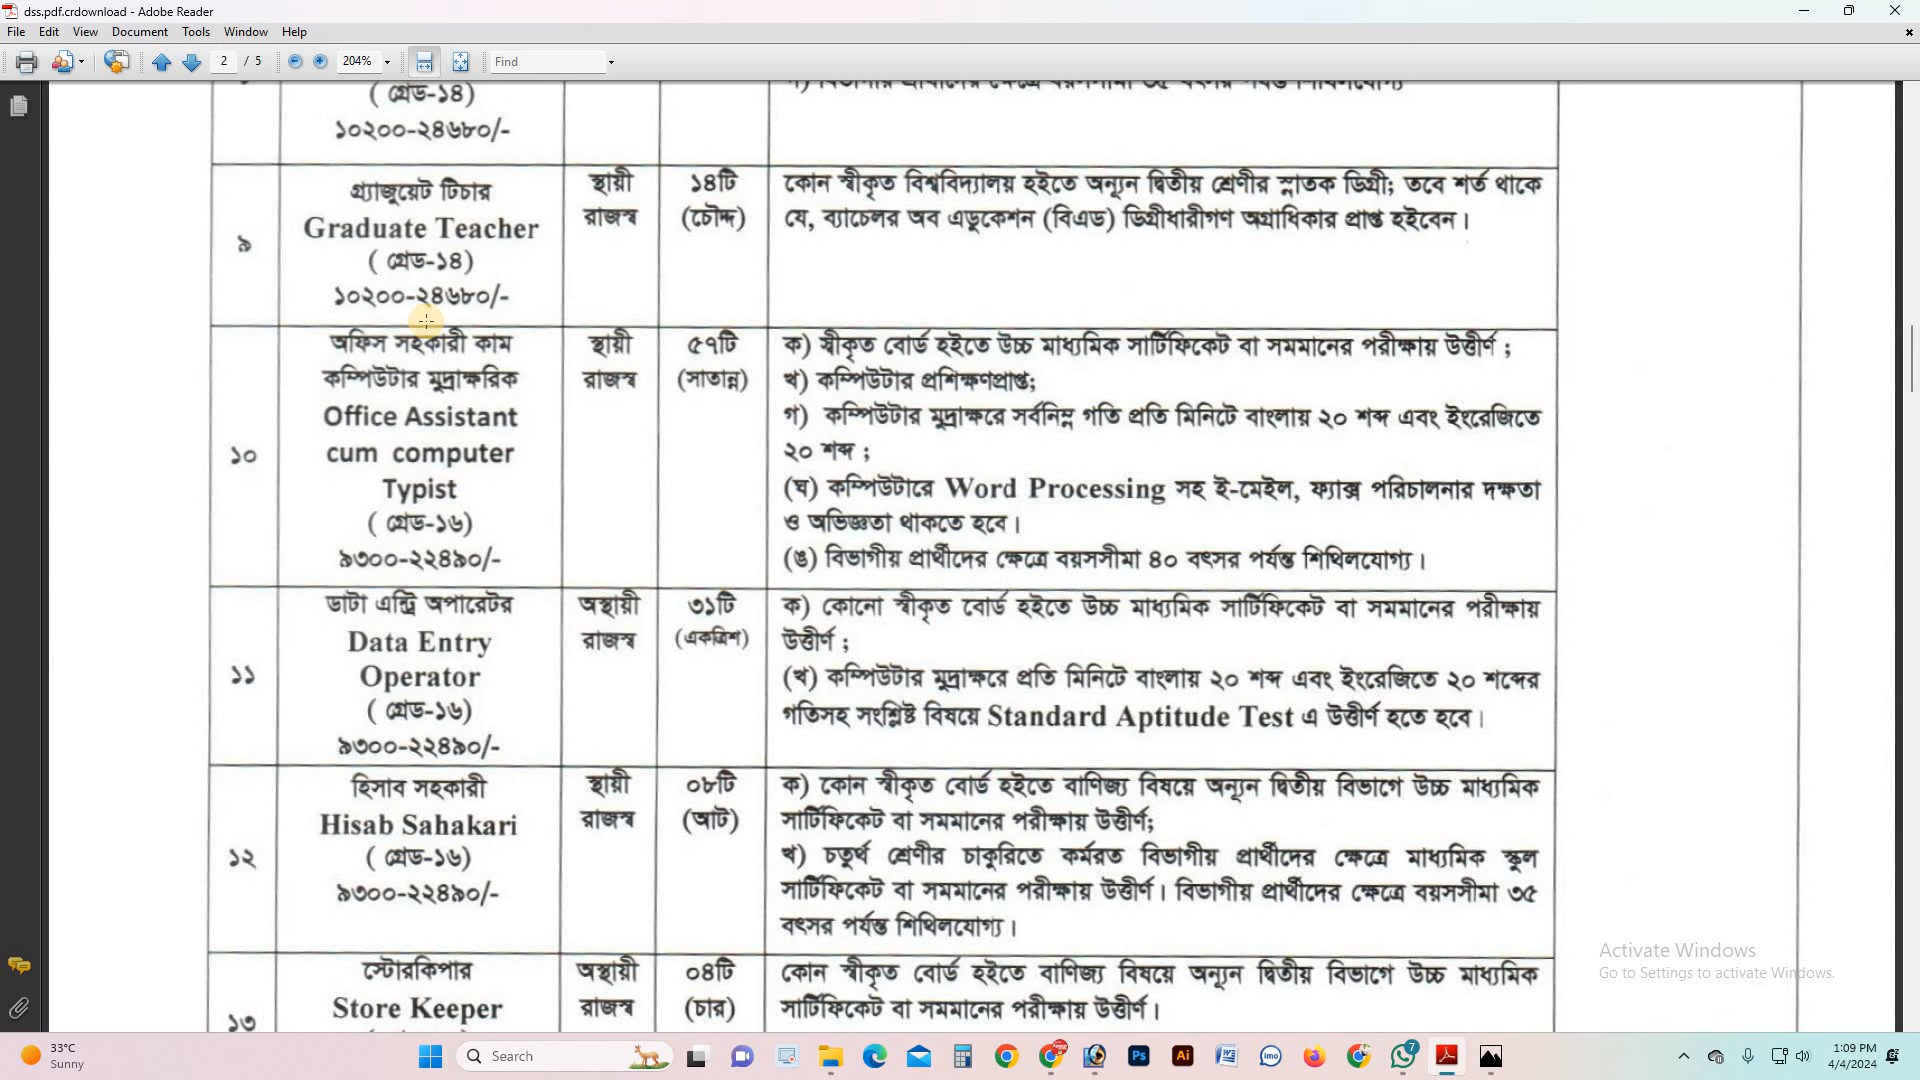 dss.pdf.crdownload - Adobe Reader
File Edit View Document Tools Window Help
2 / 5 204% Find
( গ্রেড-১৪)
১০২০০-২৪৬৮০/-
৯
গ্র্যাজুয়েট টিচার
Graduate Teacher
( গ্রেড-১৪)
১০২০০-২৪৬৮০/-
স্থায়ী
রাজস্ব
১৪টি
(চৌদ্দ)
কোন স্বীকৃত বিশ্ববিদ্যালয় হইতে অন্যূন দ্বিতীয় শ্রেণীর স্নাতক ডিগ্রী; তবে শর্ত থাকে
যে, ব্যাচেলর অব এডুকেশন (বিএড) ডিগ্রীধারীগণ অগ্রাধিকার প্রাপ্ত হইবেন।
১০
অফিস সহকারী কাম
কম্পিউটার মুদ্রাক্ষরিক
Office Assistant
cum computer
Typist
( গ্রেড-১৬)
৯৩০০-২২৪৯০/-
স্থায়ী
রাজস্ব
৫৭টি
(সাতান্ন)
ক) স্বীকৃত বোর্ড হইতে উচ্চ মাধ্যমিক সার্টিফিকেট বা সমমানের পরীক্ষায় উত্তীর্ণ ;
খ) কম্পিউটার প্রশিক্ষণপ্রাপ্ত;
গ) কম্পিউটার মুদ্রাক্ষরে সর্বনিম্ন গতি প্রতি মিনিটে বাংলায় ২০ শব্দ এবং ইংরেজিতে
২০ শব্দ ;
(ঘ) কম্পিউটারে Word Processing সহ ই-মেইল, ফ্যাক্স পরিচালনার দক্ষতা
ও অভিজ্ঞতা থাকতে হবে।
(ঙ) বিভাগীয় প্রার্থীদের ক্ষেত্রে বয়সসীমা ৪০ বৎসর পর্যন্ত শিথিলযোগ্য।
১১
ডাটা এন্ট্রি অপারেটর
Data Entry
Operator
( গ্রেড-১৬)
৯৩০০-২২৪৯০/-
অস্থায়ী
রাজস্ব
৩১টি
(একত্রিশ)
ক) কোনো স্বীকৃত বোর্ড হইতে উচ্চ মাধ্যমিক সার্টিফিকেট বা সমমানের পরীক্ষায়
উত্তীর্ণ ;
(খ) কম্পিউটার মুদ্রাক্ষরে প্রতি মিনিটে বাংলায় ২০ শব্দ এবং ইংরেজিতে ২০ শব্দের
গতিসহ সংশ্লিষ্ট বিষয়ে Standard Aptitude Test এ উত্তীর্ণ হতে হবে।
১২
হিসাব সহকারী
Hisab Sahakari
( গ্রেড-১৬)
৯৩০০-২২৪৯০/-
স্থায়ী
রাজস্ব
০৮টি
(আট)
ক) কোন স্বীকৃত বোর্ড হইতে বাণিজ্য বিষয়ে অন্যূন দ্বিতীয় বিভাগে উচ্চ মাধ্যমিক
সার্টিফিকেট বা সমমানের পরীক্ষায় উত্তীর্ণ;
খ) চতুর্থ শ্রেণীর চাকুরিতে কর্মরত বিভাগীয় প্রার্থীদের ক্ষেত্রে মাধ্যমিক স্কুল
সার্টিফিকেট বা সমমানের পরীক্ষায় উত্তীর্ণ। বিভাগীয় প্রার্থীদের ক্ষেত্রে বয়সসীমা ৩৫
বৎসর পর্যন্ত শিথিলযোগ্য।
১৩
স্টোরকিপার
Store Keeper
অস্থায়ী
রাজস্ব
০৪টি
(চার)
কোন স্বীকৃত বোর্ড হইতে বাণিজ্য বিষয়ে অন্যূন দ্বিতীয় বিভাগে উচ্চ মাধ্যমিক
সার্টিফিকেট বা সমমানের পরীক্ষায় উত্তীর্ণ।
Activate Windows
Go to Settings to activate Windows.
33°C
Sunny
Search
Ps Ai imo 7
1:09 PM
4/4/2024